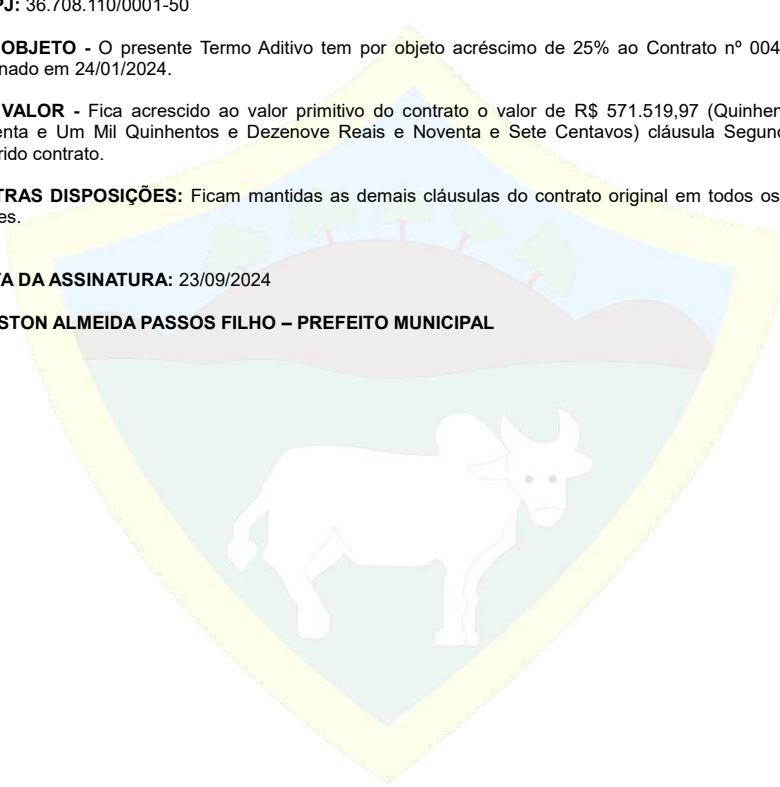 PJ: 36.708.110/0001-50
OBJETO - O presente Termo Aditivo tem por objeto acréscimo de 25% ao Contrato nº 004
nado em 24/01/2024.
VALOR - Fica acrescido ao valor primitivo do contrato o valor de R$ 571.519,97 (Quinhen
enta e Um Mil Quinhentos e Dezenove Reais e Noventa e Sete Centavos) cláusula Segund
rido contrato.
TRAS DISPOSIÇÕES: Ficam mantidas as demais cláusulas do contrato original em todos os
es.
TA DA ASSINATURA: 23/09/2024
STON ALMEIDA PASSOS FILHO – PREFEITO MUNICIPAL